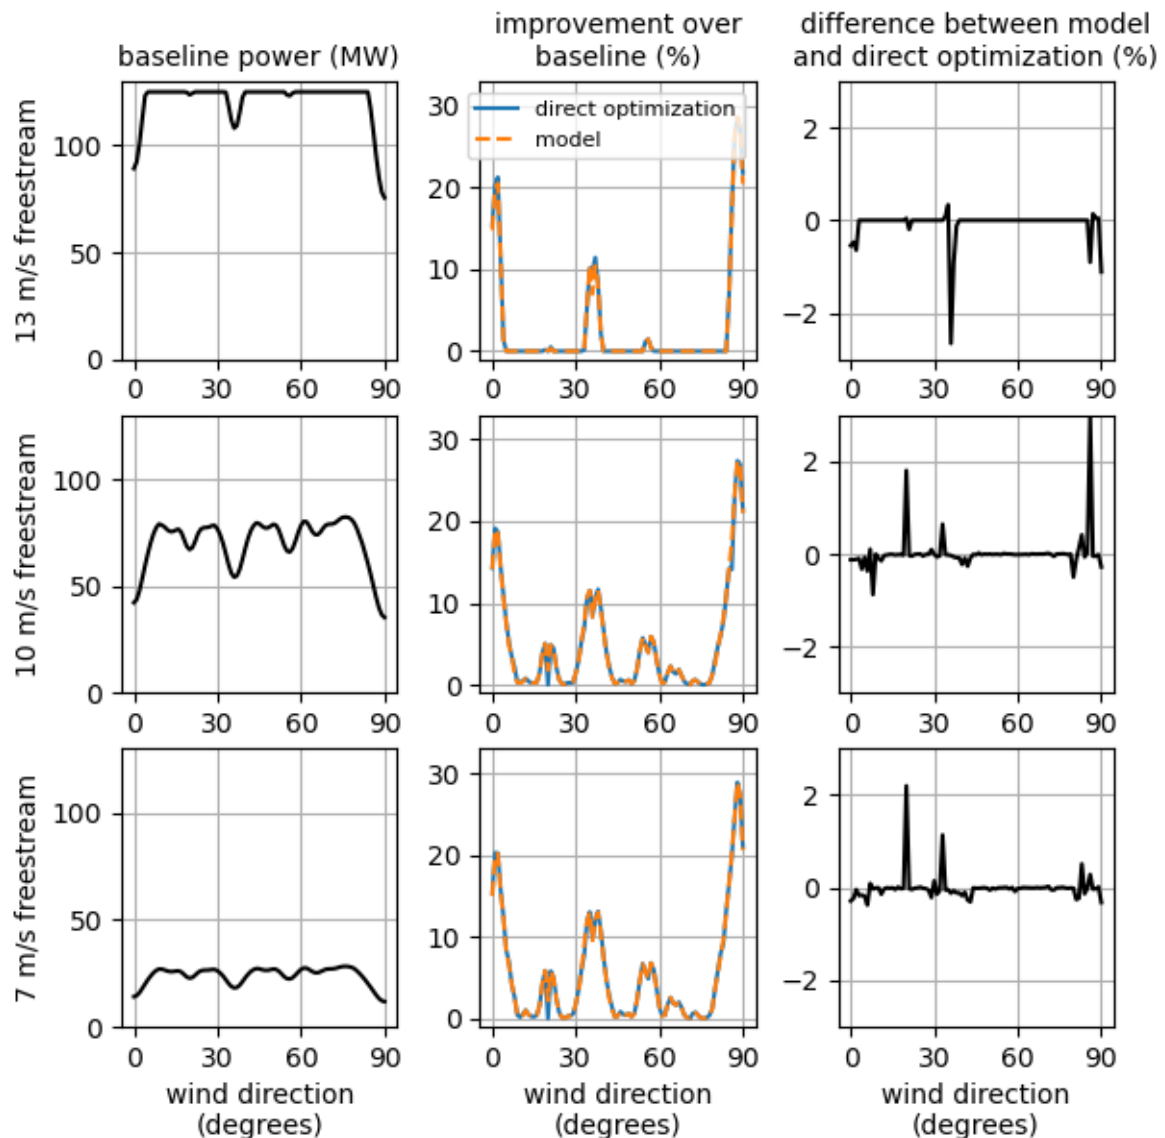 baseline power (MW)
improvement over
baseline (%)
difference between model
and direct optimization (%)
13 m/s freestream
100
50
0
0 30 60 90
30
20
10
0
direct optimization
model
0 30 60 90
2
0
−2
0 30 60 90
10 m/s freestream
100
50
0
0 30 60 90
30
20
10
0
0 30 60 90
2
0
−2
0 30 60 90
7 m/s freestream
100
50
0
0 30 60 90
wind direction
(degrees)
30
20
10
0
0 30 60 90
wind direction
(degrees)
2
0
−2
0 30 60 90
wind direction
(degrees)